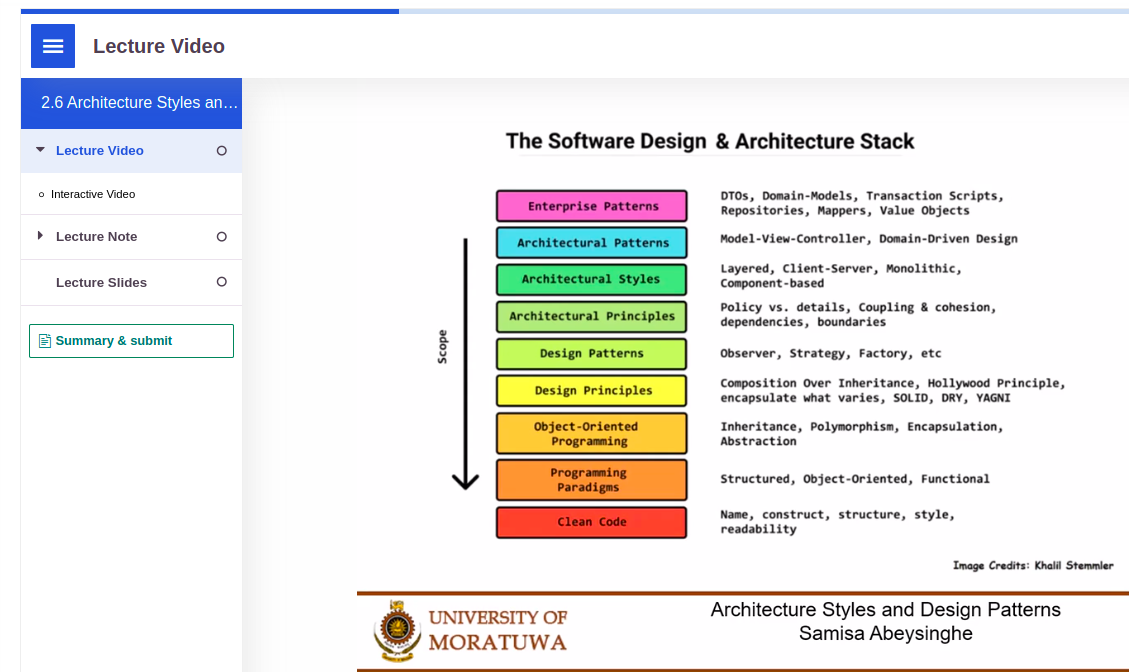 Lecture Video
2.6 Architecture Styles an…
Lecture Video
Interactive Video
Lecture Note
Lecture Slides
Summary & submit
The Software Design & Architecture Stack
Scope
Enterprise Patterns
DTOs, Domain-Models, Transaction Scripts,
Repositories, Mappers, Value Objects
Architectural Patterns
Model-View-Controller, Domain-Driven Design
Architectural Styles
Layered, Client-Server, Monolithic,
Component-based
Architectural Principles
Policy vs. details, Coupling & cohesion,
dependencies, boundaries
Design Patterns
Observer, Strategy, Factory, etc
Design Principles
Composition Over Inheritance, Hollywood Principle,
encapsulate what varies, SOLID, DRY, YAGNI
Object-Oriented
Programming
Inheritance, Polymorphism, Encapsulation,
Abstraction
Programming
Paradigms
Structured, Object-Oriented, Functional
Clean Code
Name, construct, structure, style,
readability
Image Credits: Khalil Stemmler
UNIVERSITY OF
MORATUWA
Architecture Styles and Design Patterns
Samisa Abeysinghe